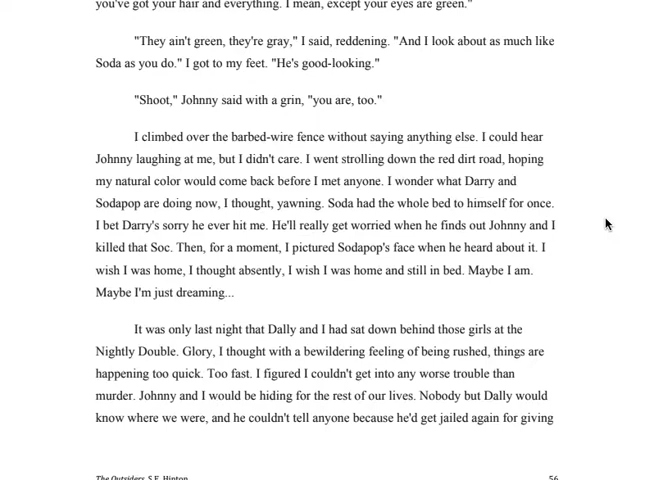 you've got your hair and everything. I mean, except your eyes are green."
"They ain't green, they're gray," I said, reddening. "And I look about as much like
Soda as you do." I got to my feet. "He's good-looking."
"Shoot," Johnny said with a grin, "you are, too."
I climbed over the barbed-wire fence without saying anything else. I could hear
Johnny laughing at me, but I didn't care. I went strolling down the red dirt road, hoping
my natural color would come back before I met anyone. I wonder what Darry and
Sodapop are doing now, I thought, yawning. Soda had the whole bed to himself for once.
I bet Darry's sorry he ever hit me. He'll really get worried when he finds out Johnny and I
killed that Soc. Then, for a moment, I pictured Sodapop's face when he heard about it. I
wish I was home, I thought absently, I wish I was home and still in bed. Maybe I am.
Maybe I'm just dreaming...
It was only last night that Dally and I had sat down behind those girls at the
Nightly Double. Glory, I thought with a bewildering feeling of being rushed, things are
happening too quick. Too fast. I figured I couldn't get into any worse trouble than
murder. Johnny and I would be hiding for the rest of our lives. Nobody but Dally would
know where we were, and he couldn't tell anyone because he'd get jailed again for giving
The Outsiders, S.E. Hinton 56